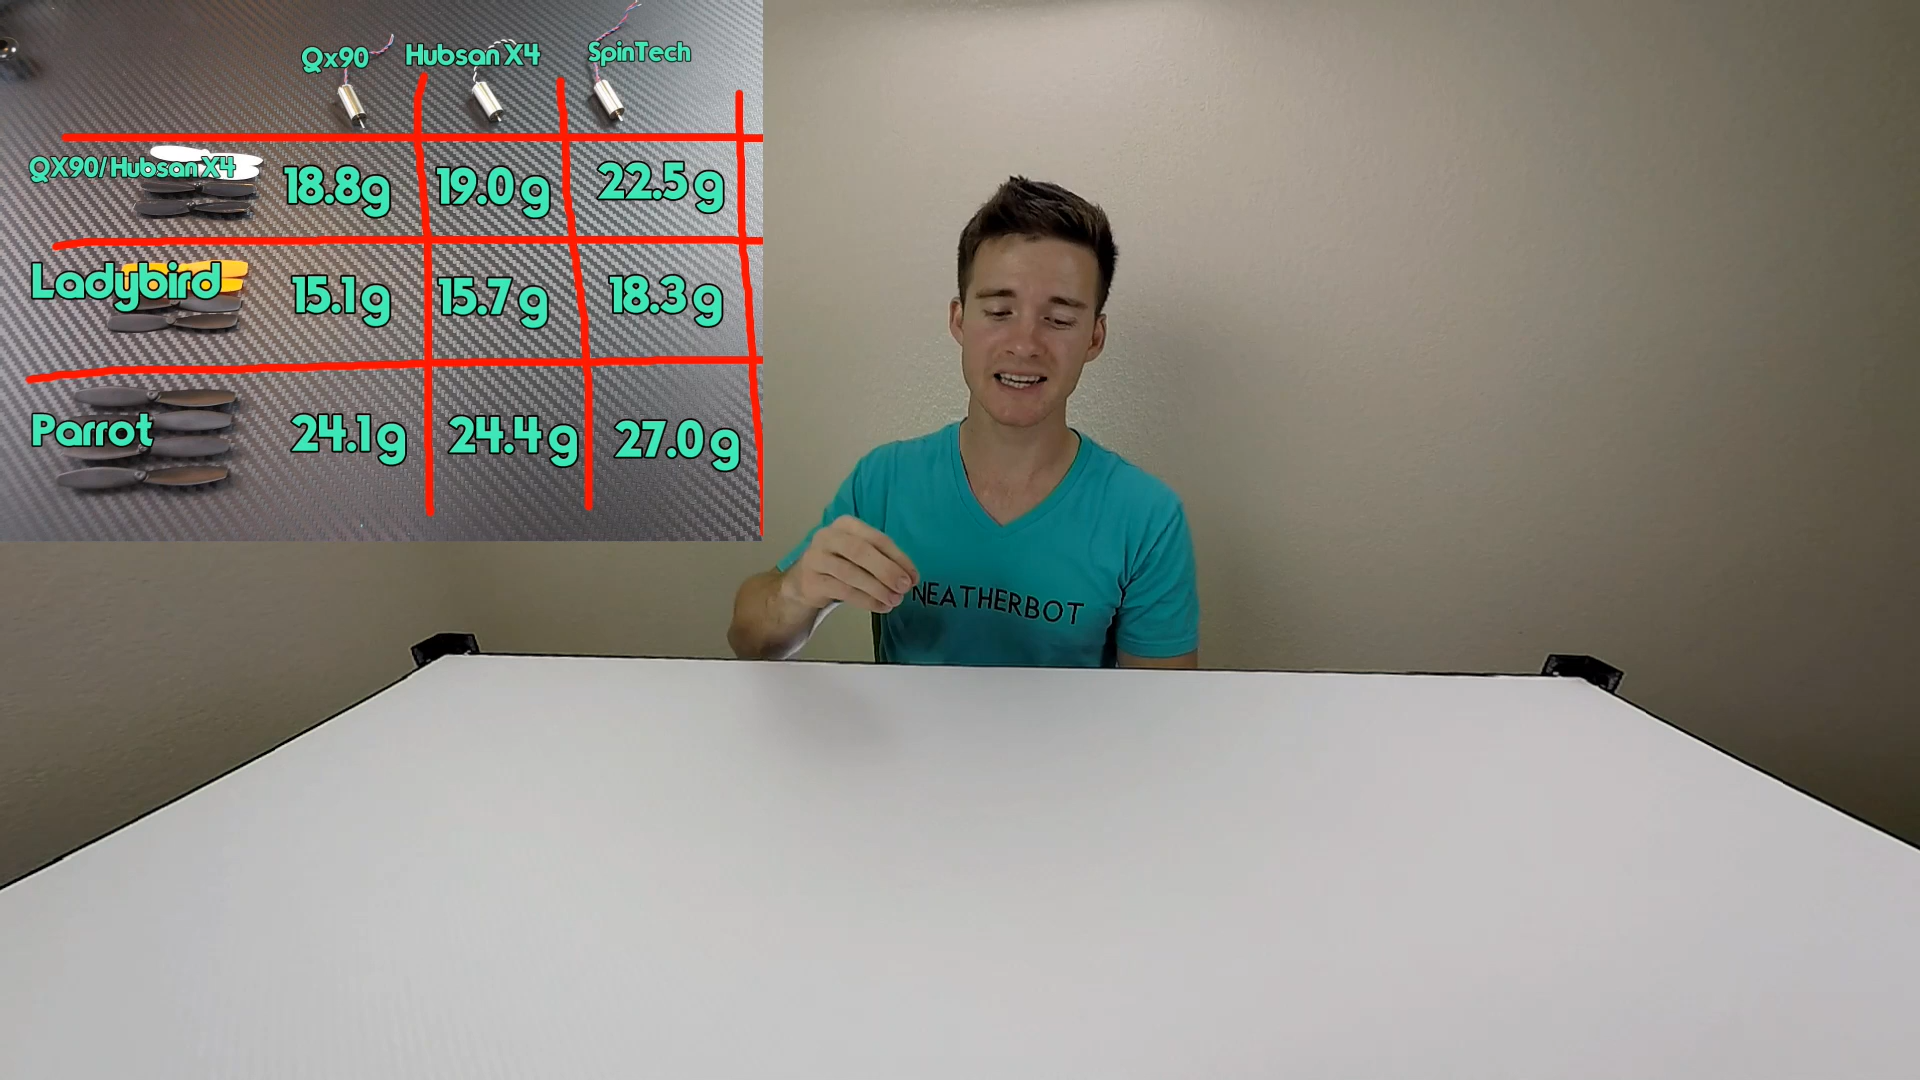 Qx90 Hubsan X4 SpinTech
QX90/Hubsan X4 18.8g 19.0g 22.5g
Ladybird 15.1g 15.7g 18.3g
Parrot 24.1g 24.4g 27.0g
NEATHERBOT